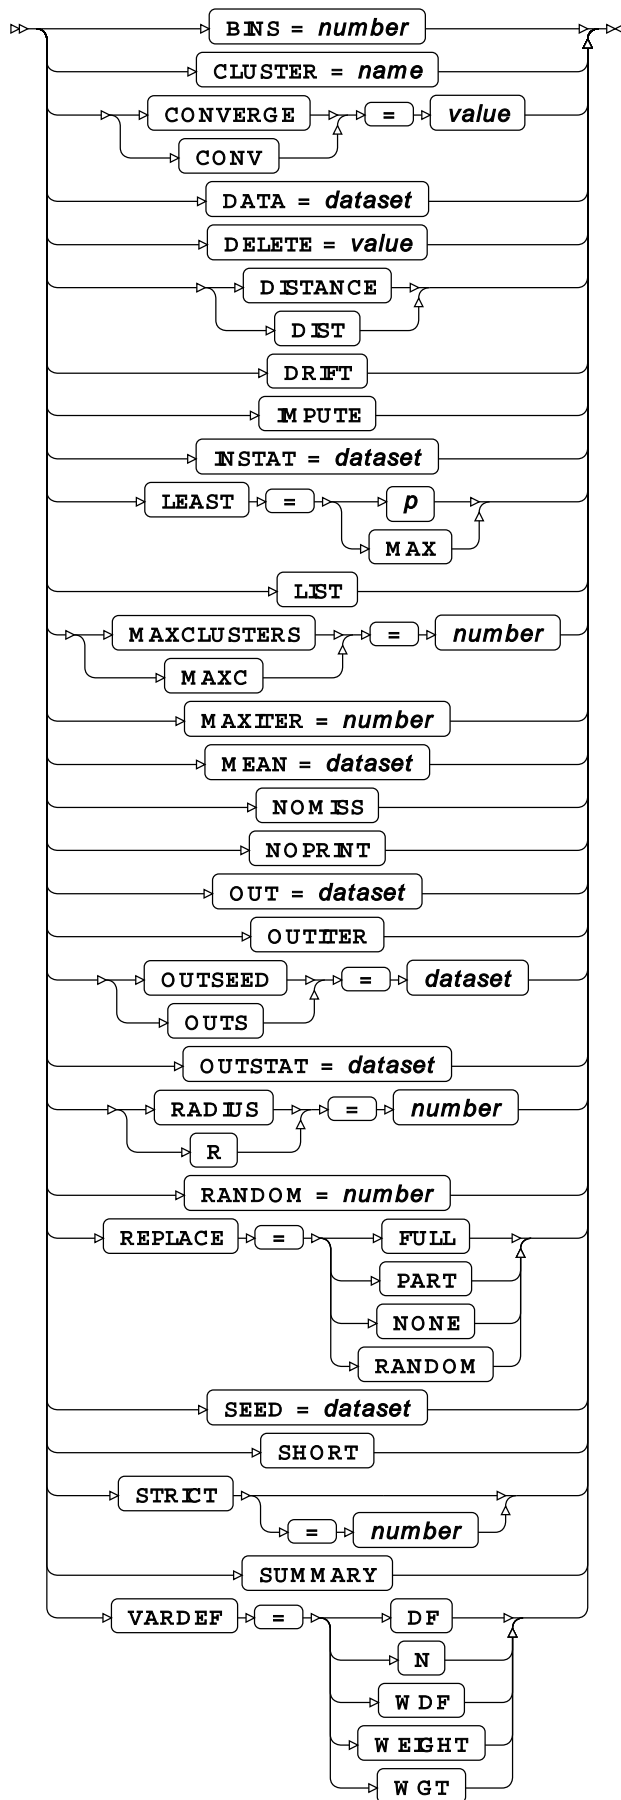 BINS = number
CLUSTER = name
CONVERGE = value
CONV
DATA = dataset
DELETE = value
DISTANCE
DIST
DRIFT
IMPUTE
INSTAT = dataset
LEAST = p
MAX
LIST
MAXCLUSTERS = number
MAXC
MAXITER = number
MEAN = dataset
NOMISS
NOPRINT
OUT = dataset
OUTITER
OUTSEED = dataset
OUTS
OUTSTAT = dataset
RADIUS = number
R
RANDOM = number
REPLACE = FULL
PART
NONE
RANDOM
SEED = dataset
SHORT
STRICT
= number
SUMMARY
VARDEF = DF
N
WDF
WEIGHT
WGT